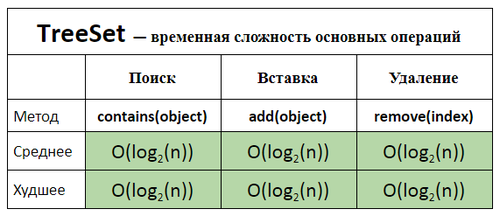 TreeSet — временная сложность основных операций
Поиск Вставка Удаление
Метод contains(object) add(object) remove(index)
Среднее O(log₂(n)) O(log₂(n)) O(log₂(n))
Худшее O(log₂(n)) O(log₂(n)) O(log₂(n))